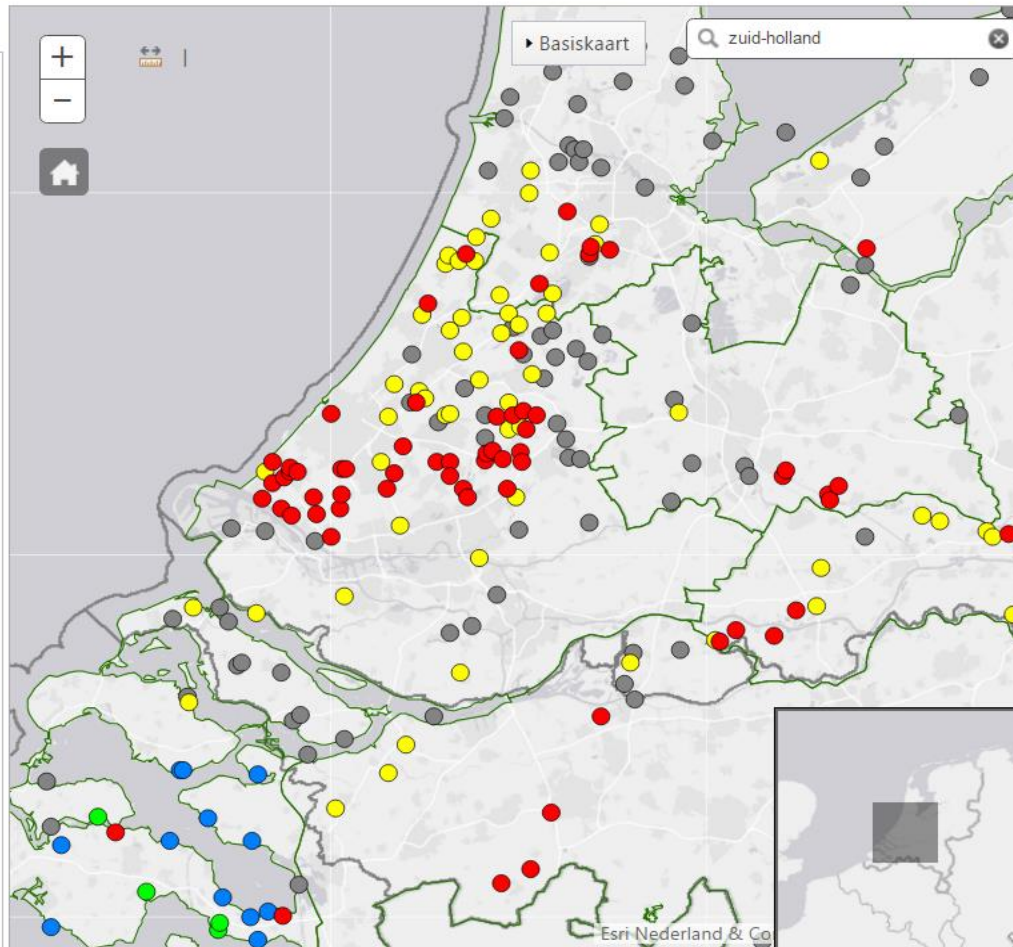 +
Basiskaart
zuid-holland
|
−
Esri Nederland & Co